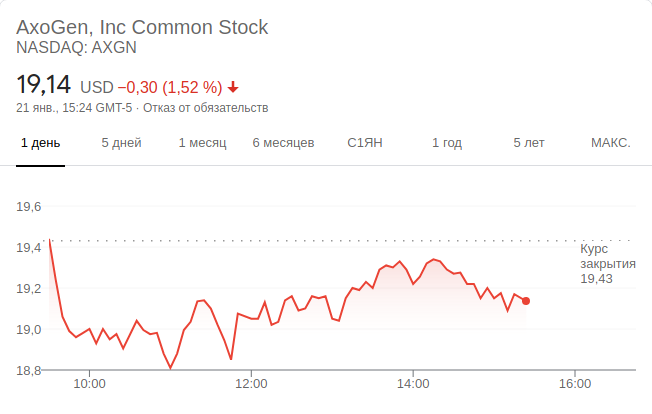 AxoGen, Inc Common Stock
NASDAQ: AXGN
19,14 USD −0,30 (1,52 %)
21 янв., 15:24 GMT-5 · Отказ от обязательств
1 день 5 дней 1 месяц 6 месяцев С1ЯН 1 год 5 лет МАКС.
19,6
19,4
Курс
закрытия
19,43
19,2
19,0
18,8
10:00 12:00 14:00 16:00